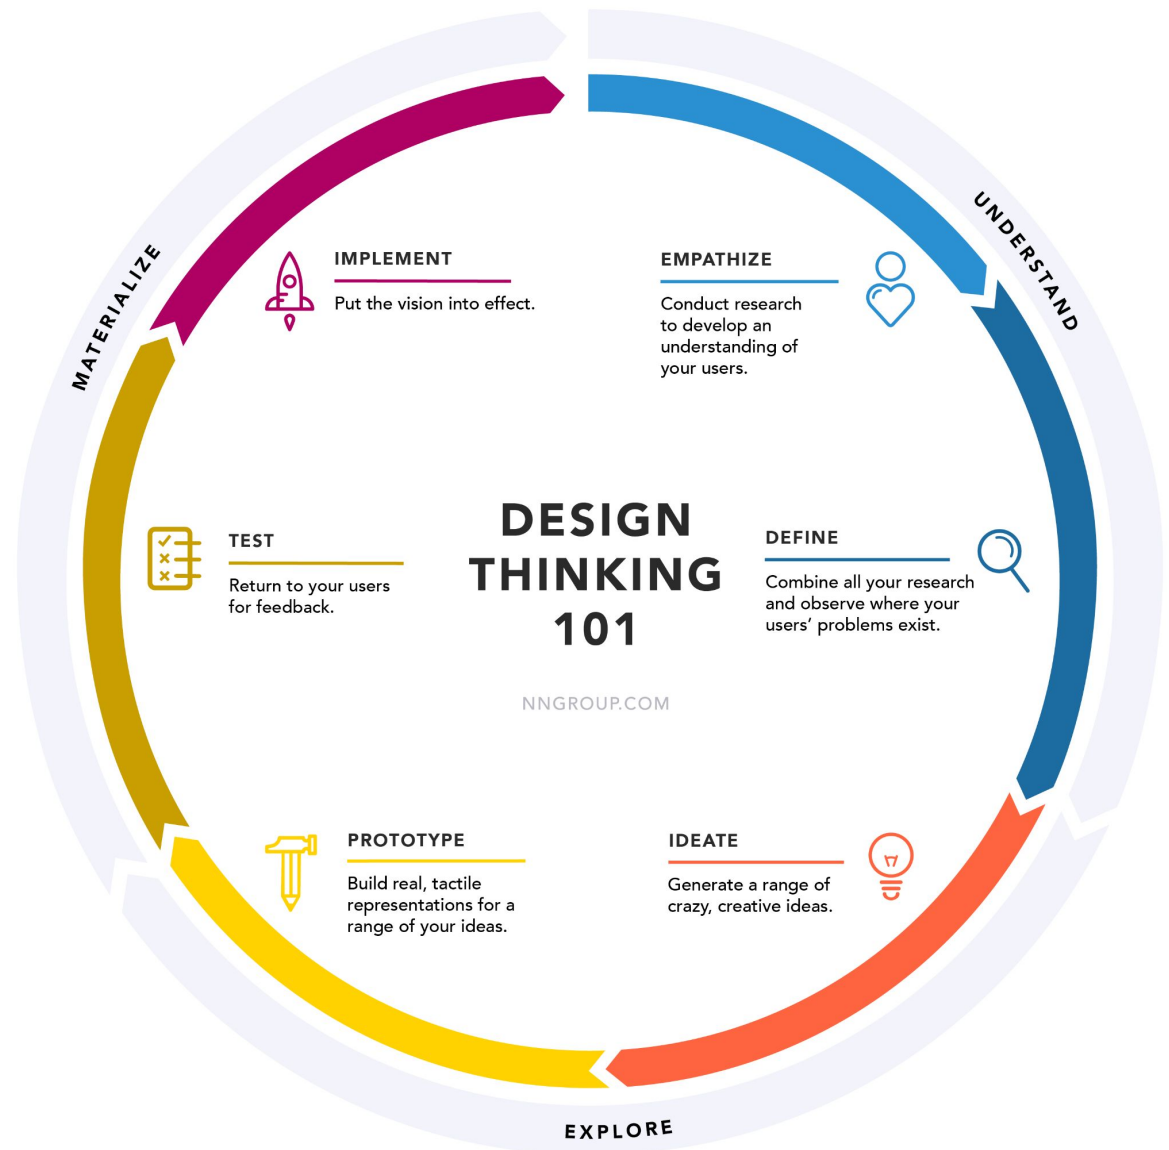 DESIGN
THINKING
101
NNGROUP.COM
UNDERSTAND
EMPATHIZE
Conduct research
to develop an
understanding of
your users.
DEFINE
Combine all your research
and observe where your
users’ problems exist.
EXPLORE
IDEATE
Generate a range of
crazy, creative ideas.
PROTOTYPE
Build real, tactile
representations for a
range of your ideas.
MATERIALIZE
TEST
Return to your users
for feedback.
IMPLEMENT
Put the vision into effect.